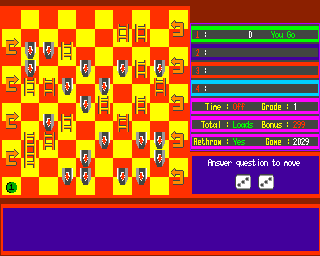 1 : 0 You Go
2 :
3 :
4 :
Time : Off Grade : 1
Total : Loads Bonus : 299
Rethrow : Yes Game : 2029
Answer question to move
1